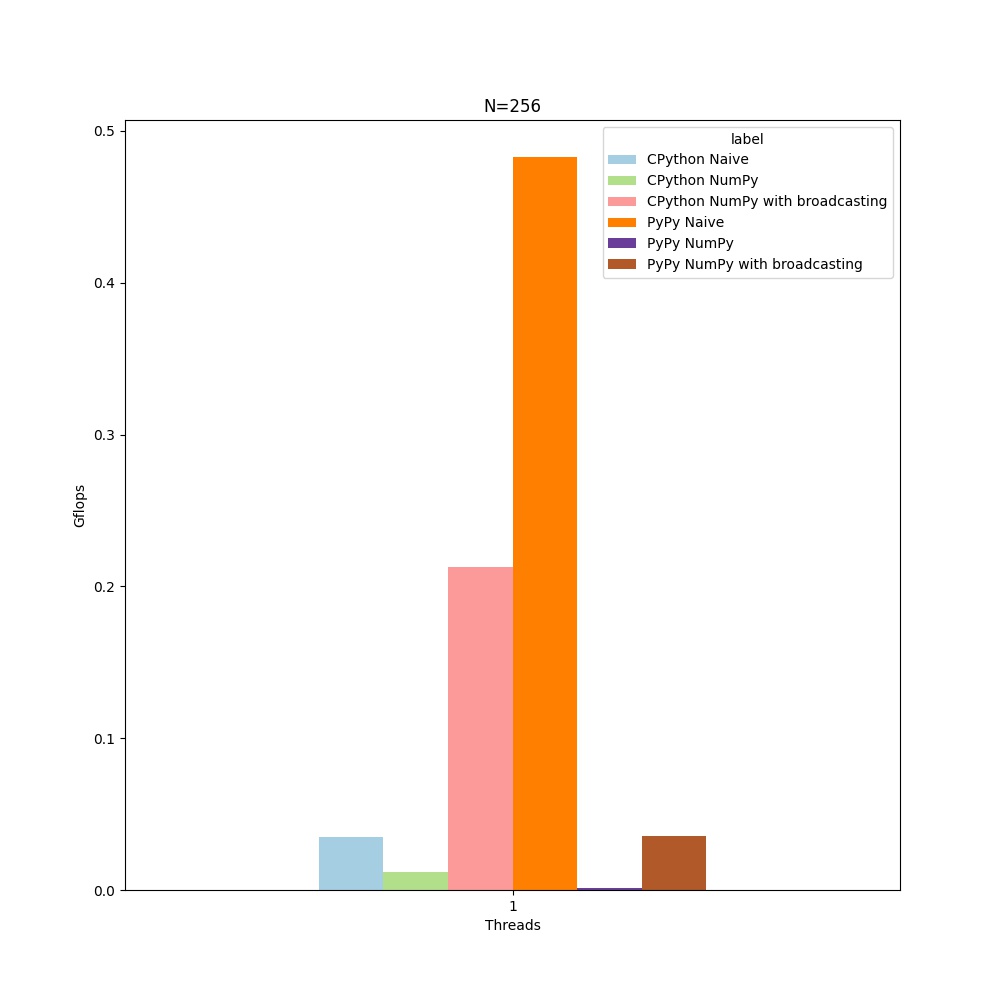 N=256
label
CPython Naive
CPython NumPy
CPython NumPy with broadcasting
PyPy Naive
PyPy NumPy
PyPy NumPy with broadcasting
0.5
0.4
0.3
0.2
0.1
0.0
Gflops
1
Threads